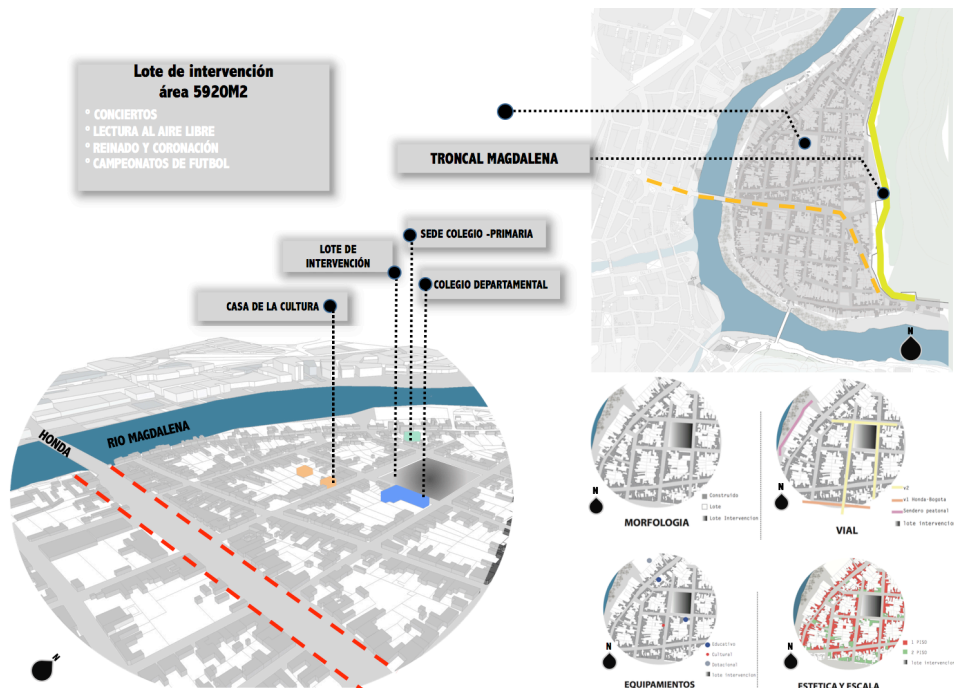 Lote de intervención
área 5920M2
° CONCIERTOS
° LECTURA AL AIRE LIBRE
° REINADO Y CORONACIÓN
° CAMPEONATOS DE FUTBOL
TRONCAL MAGDALENA
SEDE COLEGIO -PRIMARIA
LOTE DE
INTERVENCIÓN
COLEGIO DEPARTAMENTAL
CASA DE LA CULTURA
N
HONDA
RIO MAGDALENA
N
N
Construido
Lote
Lote Intervencion
MORFOLOGIA
N
v2
v1 Honda-Bogota
Sendero peatonal
lote intervencion
VIAL
N
Educativo
Cultural
Dotacional
lote intervencion
EQUIPAMIENTOS
N
1 PISO
2 PISO
lote intervencion
ESTETICA Y ESCALA